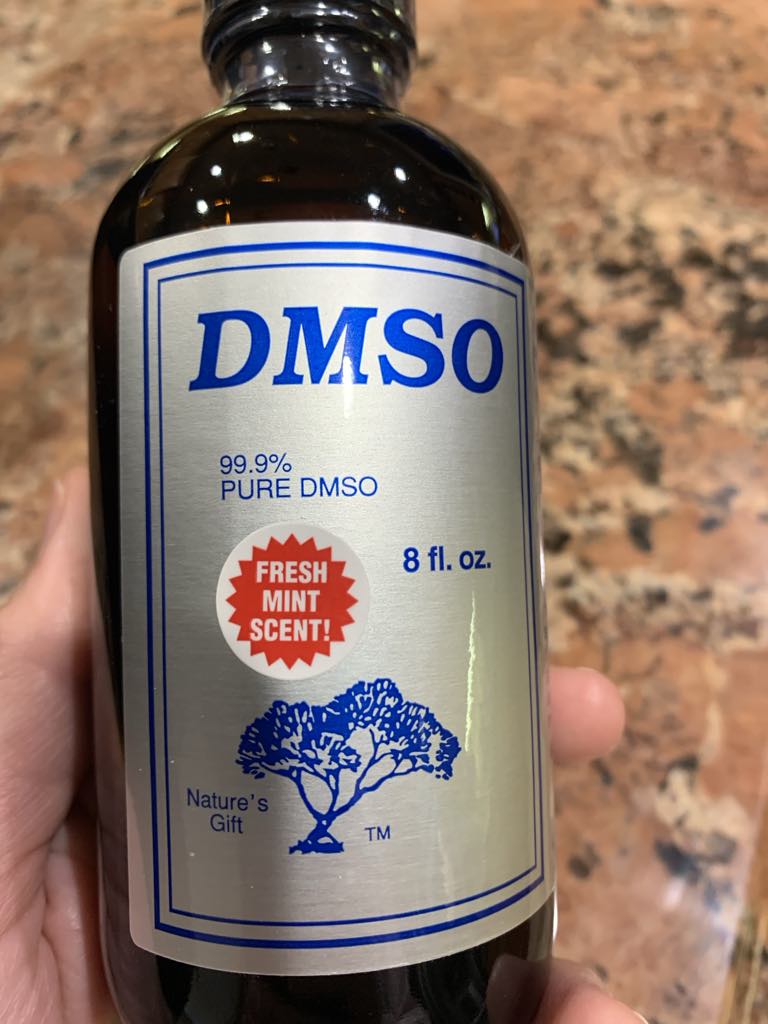 DMSO
99.9%
PURE DMSO
8 fl. oz.
FRESH
MINT
SCENT!
Nature's
Gift
TM